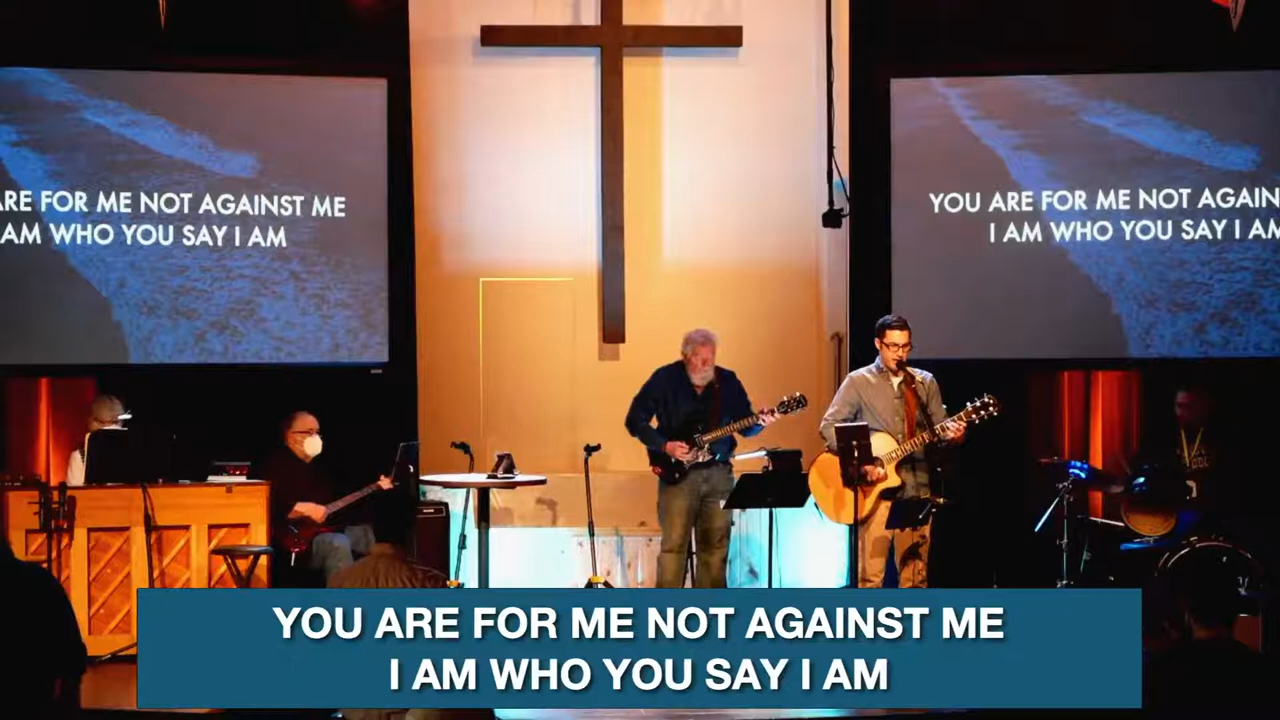 ARE FOR ME NOT AGAINST ME
AM WHO YOU SAY I AM
YOU ARE FOR ME NOT AGAIN
I AM WHO YOU SAY I AM
YOU ARE FOR ME NOT AGAINST ME
I AM WHO YOU SAY I AM